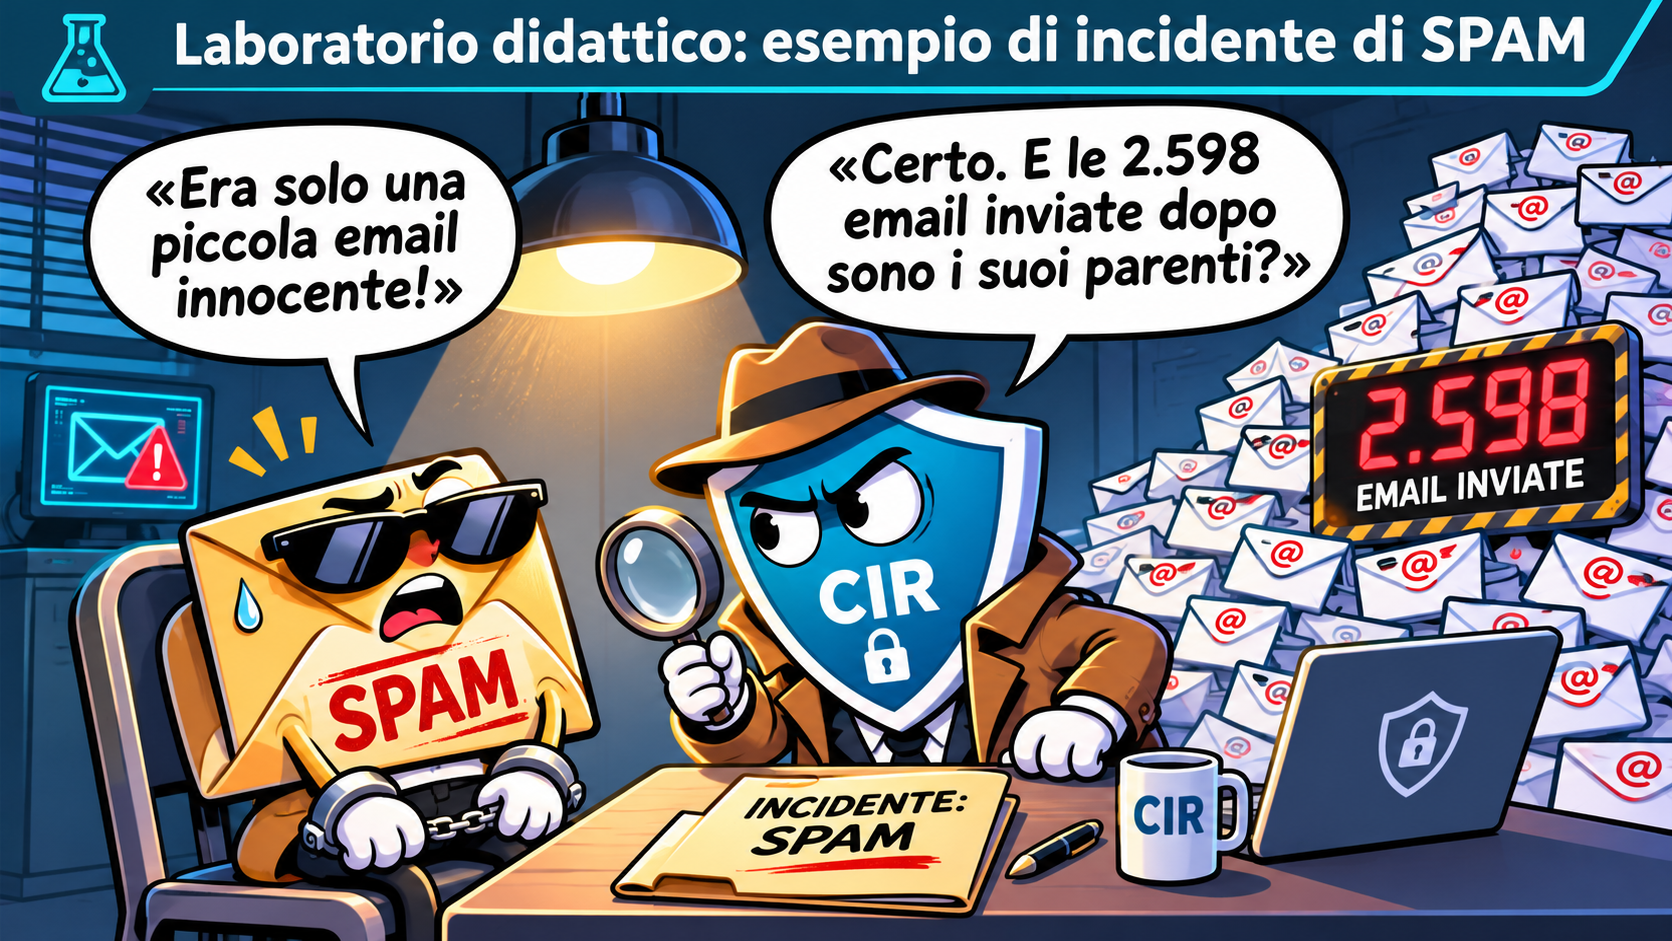 Laboratorio didattico: esempio di incidente di SPAM
«Era solo una
piccola email
innocente!»
«Certo. E le 2.598
email inviate dopo
sono i suoi parenti?»
2.598
EMAIL INVIATE
CIR
SPAM
INCIDENTE:
SPAM
CIR